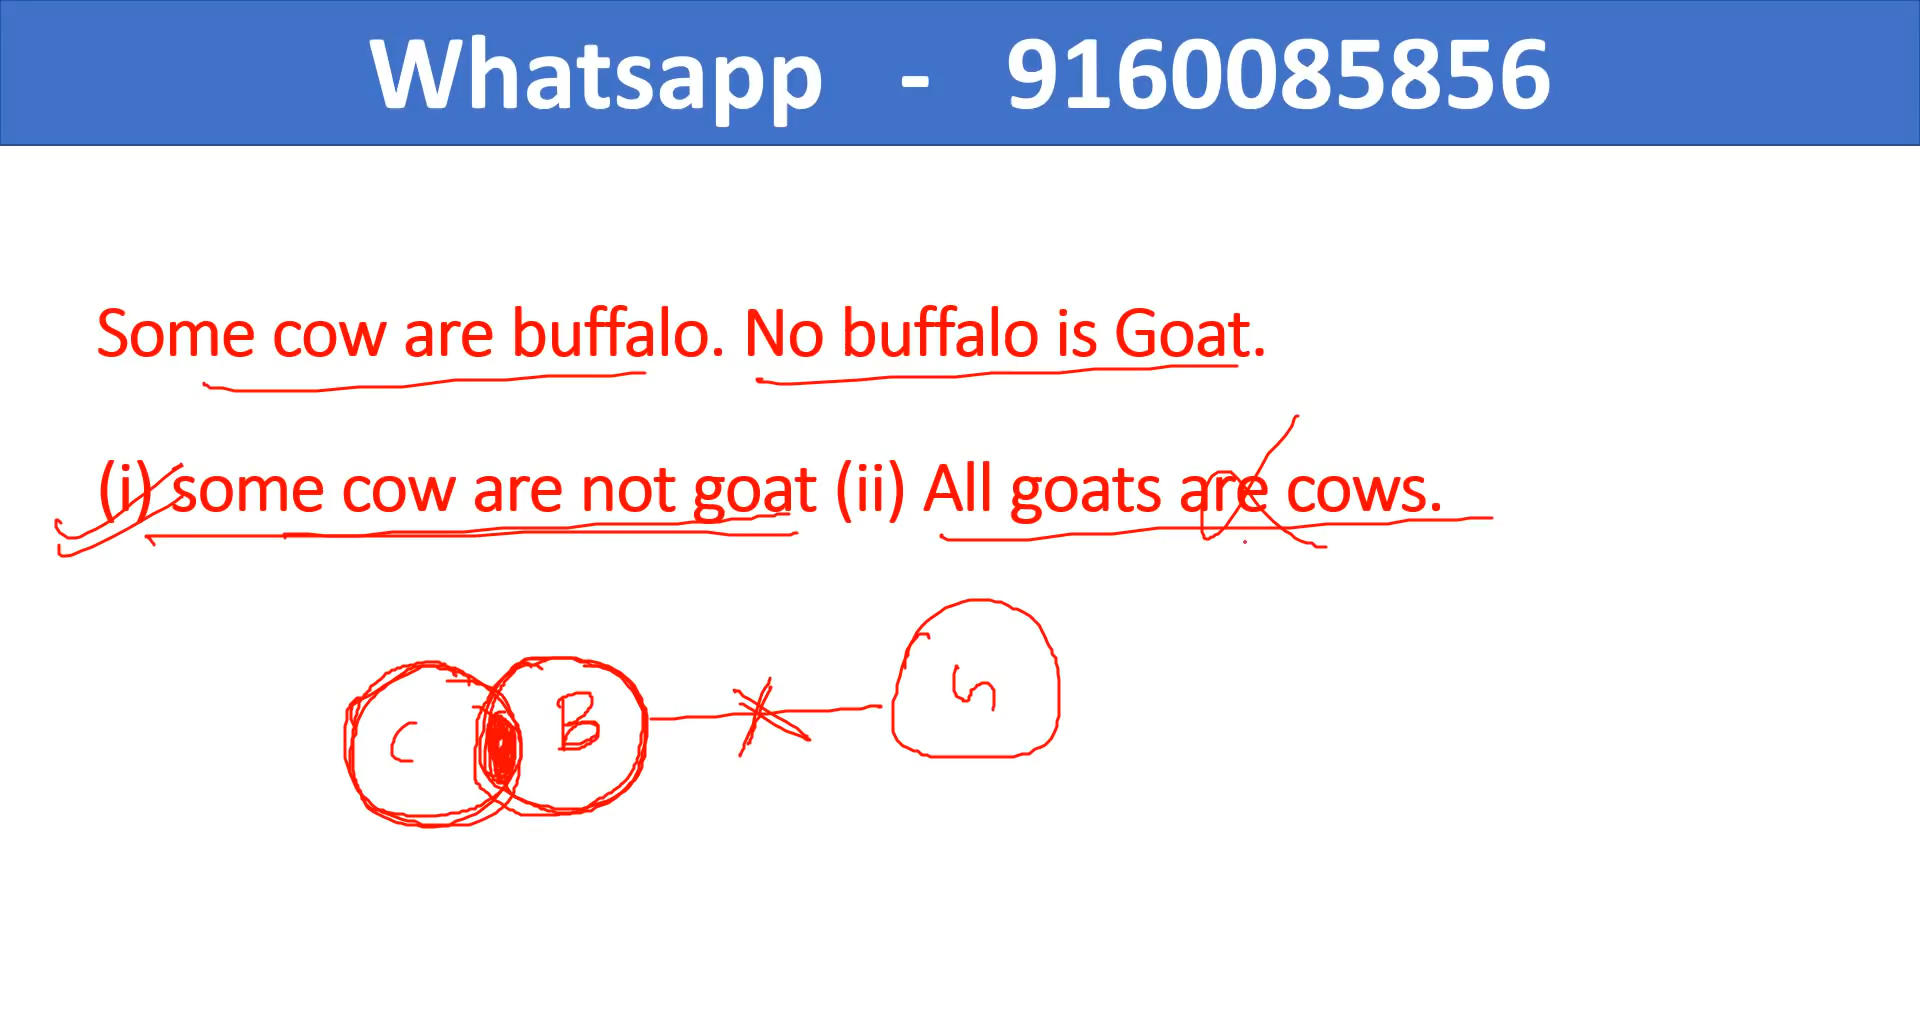 Whatsapp - 9160085856
Some cow are buffalo. No buffalo is Goat.
(i) some cow are not goat (ii) All goats are cows.
C B